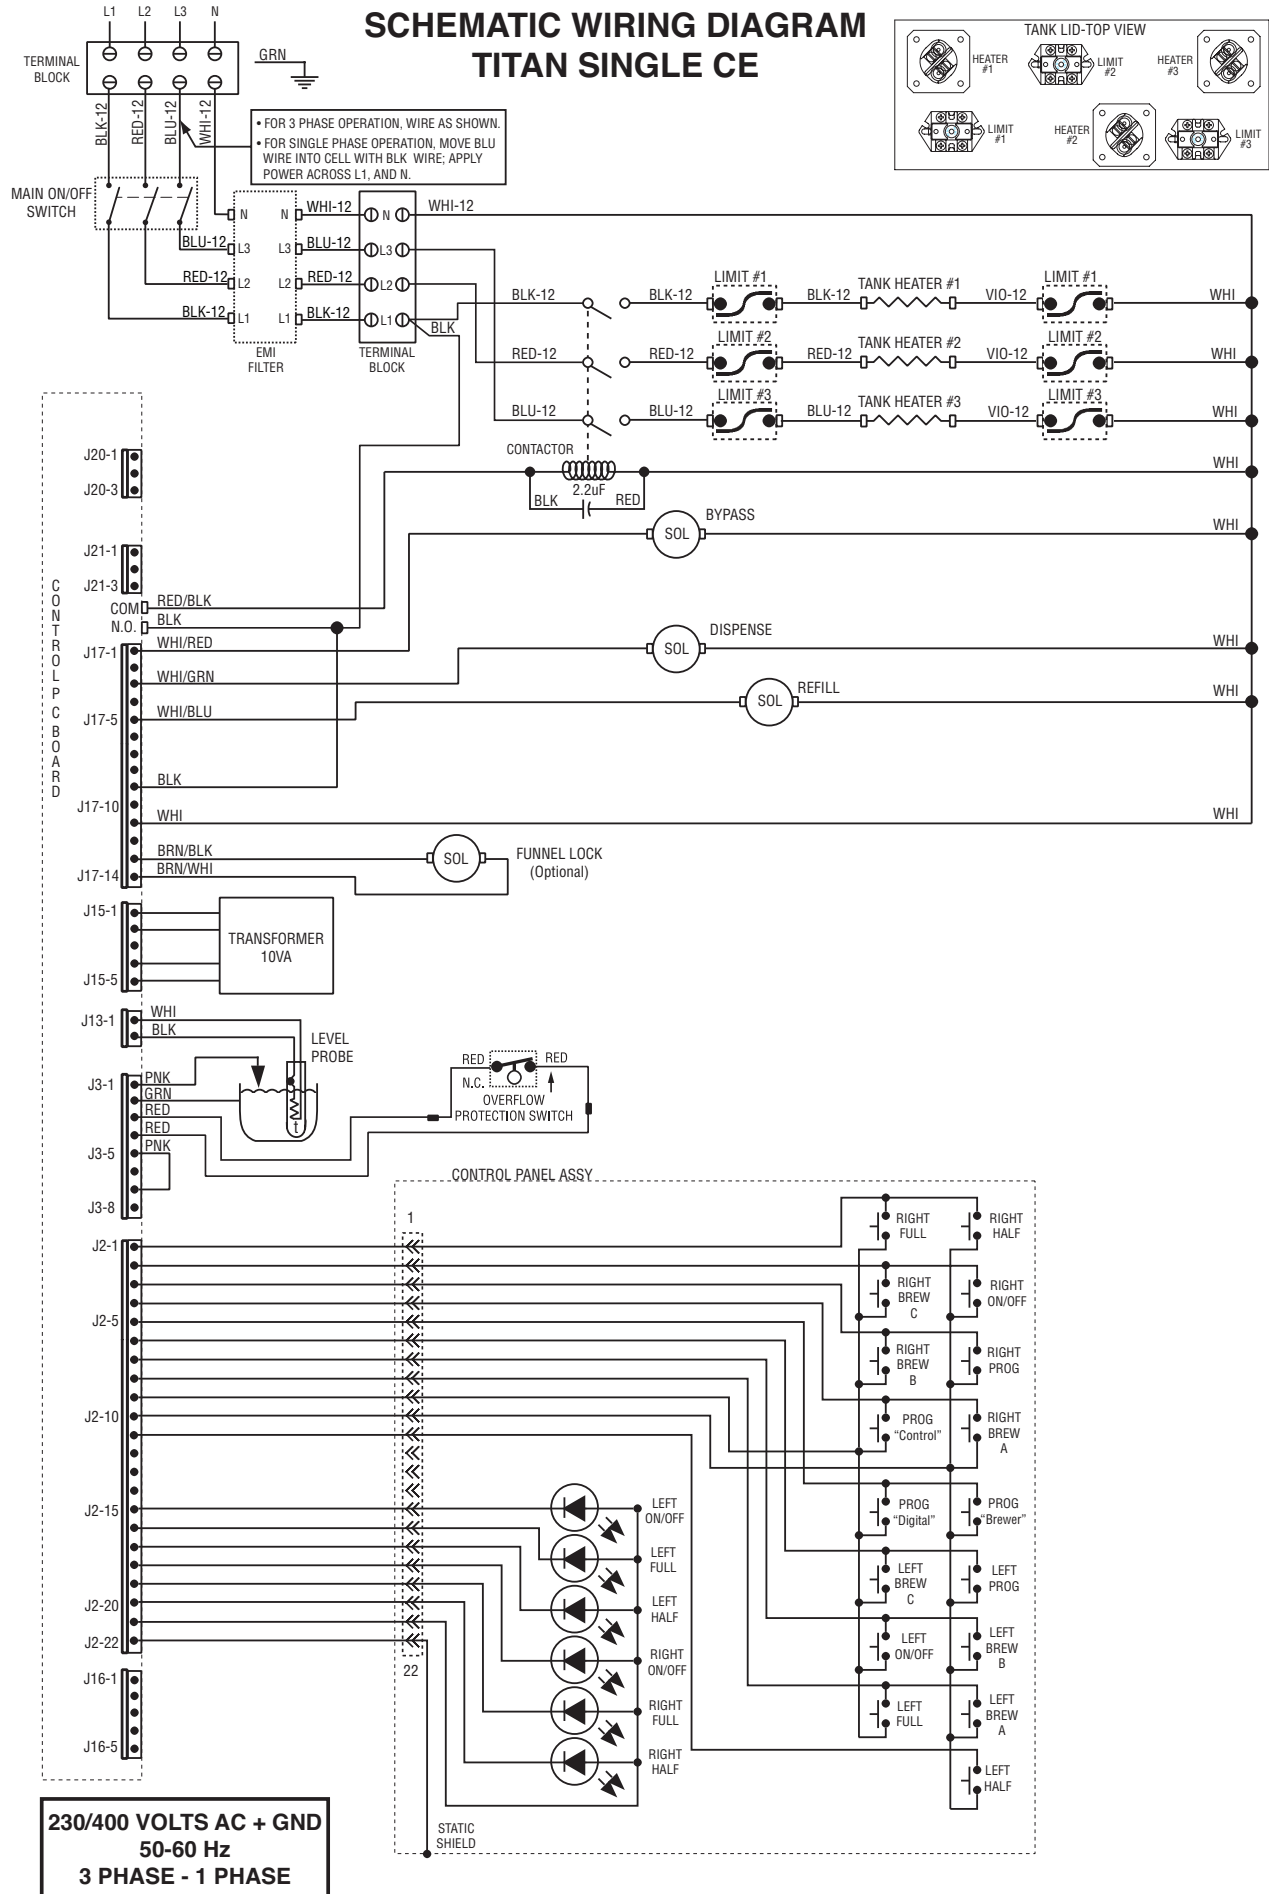 SCHEMATIC WIRING DIAGRAM
TITAN SINGLE CE
L1 L2 L3 N
TERMINAL
BLOCK
GRN
BLK-12
RED-12
BLU-12
WHI-12
• FOR 3 PHASE OPERATION, WIRE AS SHOWN.
• FOR SINGLE PHASE OPERATION, MOVE BLU
WIRE INTO CELL WITH BLK WIRE; APPLY
POWER ACROSS L1, AND N.
TANK LID-TOP VIEW
HEATER
#1
LIMIT
#2
HEATER
#3
LIMIT
#1
HEATER
#2
LIMIT
#3
MAIN ON/OFF
SWITCH
N N WHI-12 N WHI-12
BLU-12 L3 L3 BLU-12 L3
RED-12 L2 L2 RED-12 L2
BLK-12 L1 L1 BLK-12 L1
BLK
EMI
FILTER
TERMINAL
BLOCK
LIMIT #1 TANK HEATER #1 LIMIT #1
BLK-12 BLK-12 BLK-12 VIO-12 WHI
LIMIT #2 TANK HEATER #2 LIMIT #2
RED-12 RED-12 RED-12 VIO-12 WHI
LIMIT #3 TANK HEATER #3 LIMIT #3
BLU-12 BLU-12 BLU-12 VIO-12 WHI
CONTACTOR
WHI
2.2uF
BLK RED
BYPASS
SOL
WHI
DISPENSE
SOL
WHI
REFILL
SOL
WHI
CONTROL PC BOARD
J20-1
J20-3
J21-1
J21-3
COM RED/BLK
N.O. BLK
J17-1 WHI/RED
WHI/GRN
J17-5 WHI/BLU
BLK
J17-10
WHI WHI
BRN/BLK
J17-14 BRN/WHI
SOL
FUNNEL LOCK
(Optional)
J15-1
J15-5
TRANSFORMER
10VA
J13-1 WHI
BLK
LEVEL
PROBE
t
J3-1 PNK
GRN
RED
RED
J3-5 PNK
J3-8
RED RED
N.C.
OVERFLOW
PROTECTION SWITCH
CONTROL PANEL ASSY
1
22
J2-1
J2-5
J2-10
J2-15
J2-20
J2-22
J16-1
J16-5
RIGHT
FULL
RIGHT
HALF
RIGHT
BREW
C
RIGHT
ON/OFF
RIGHT
BREW
B
RIGHT
PROG
PROG
“Control”
RIGHT
BREW
A
PROG
“Digital”
PROG
“Brewer”
LEFT
BREW
C
LEFT
PROG
LEFT
ON/OFF
LEFT
BREW
B
LEFT
FULL
LEFT
BREW
A
LEFT
HALF
LEFT
ON/OFF
LEFT
FULL
LEFT
HALF
RIGHT
ON/OFF
RIGHT
FULL
RIGHT
HALF
STATIC
SHIELD
230/400 VOLTS AC + GND
50-60 Hz
3 PHASE - 1 PHASE